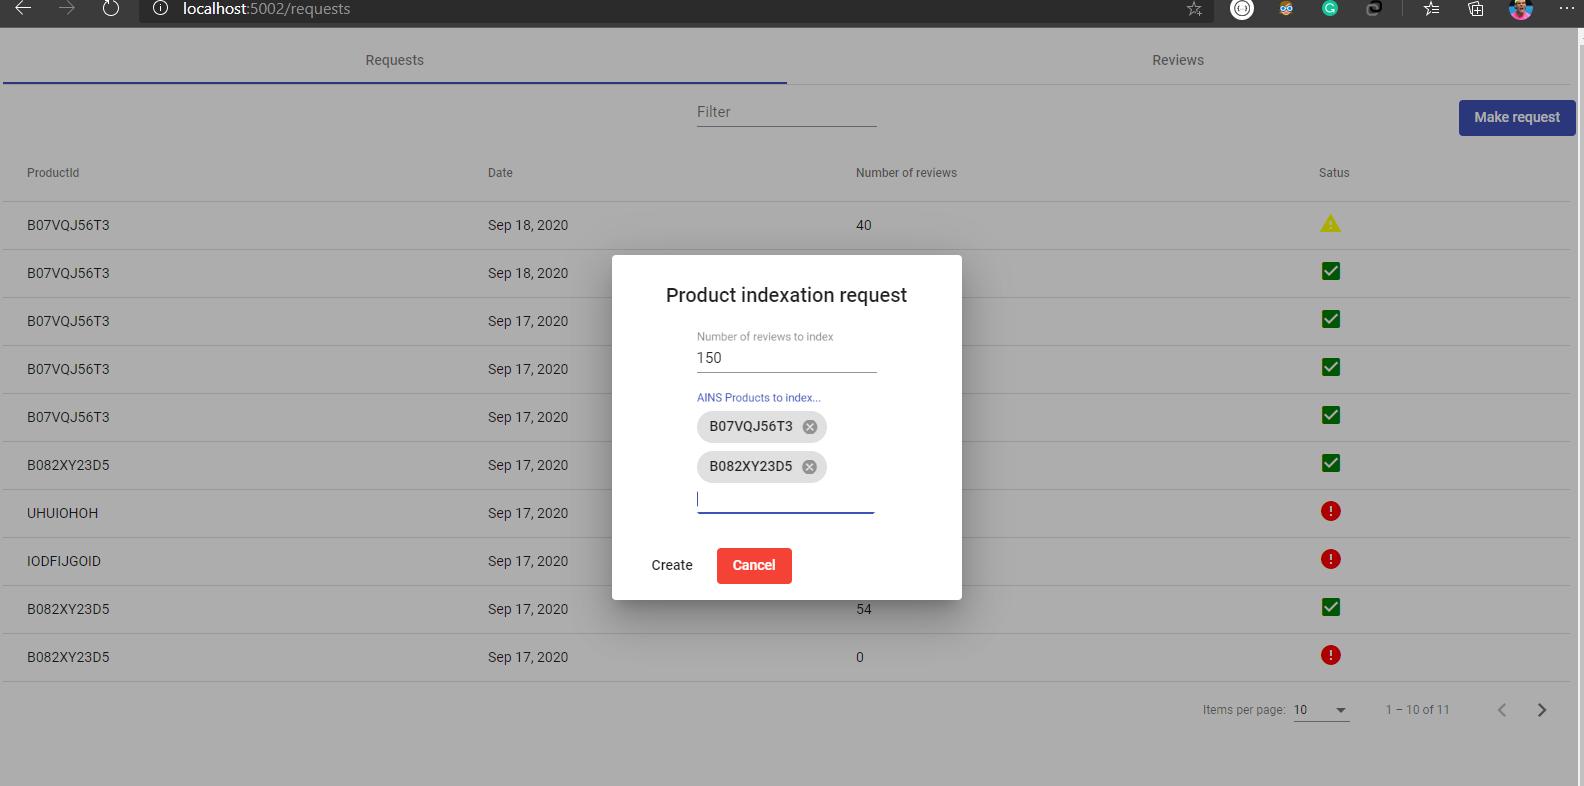 localhost:5002/requests
Requests Reviews
Filter
Make request
ProductId Date Number of reviews Satus
B07VQJ56T3 Sep 18, 2020 40
B07VQJ56T3 Sep 18, 2020
B07VQJ56T3 Sep 17, 2020
B07VQJ56T3 Sep 17, 2020
B07VQJ56T3 Sep 17, 2020
B082XY23D5 Sep 17, 2020
UHUIOHOH Sep 17, 2020
IODFIJGOID Sep 17, 2020
B082XY23D5 Sep 17, 2020 54
B082XY23D5 Sep 17, 2020 0
Product indexation request
Number of reviews to index
150
AINS Products to index...
B07VQJ56T3
B082XY23D5
Create Cancel
Items per page: 10 1 – 10 of 11